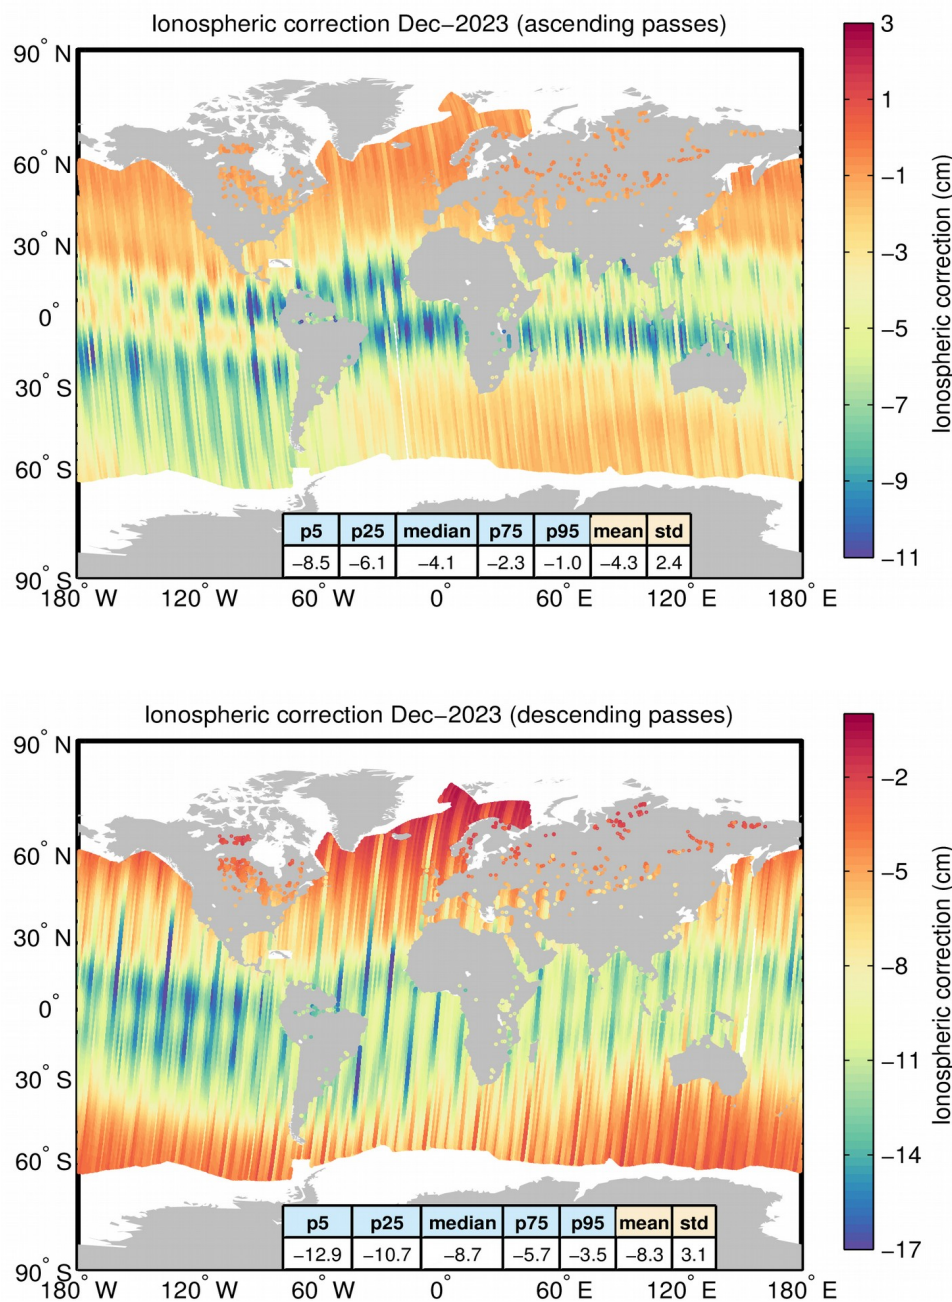 Ionospheric correction Dec−2023 (ascending passes)
90° N
60° N
30° N
0°
30° S
60° S
90° S
180° W
120° W
60° W
0°
60° E
120° E
180° E
p5 p25 median p75 p95 mean std
−8.5 −6.1 −4.1 −2.3 −1.0 −4.3 2.4
3
1
−1
−3
−5
−7
−9
−11
Ionospheric correction (cm)
Ionospheric correction Dec−2023 (descending passes)
90° N
60° N
30° N
0°
30° S
60° S
90° S
180° W
120° W
60° W
0°
60° E
120° E
180° E
p5 p25 median p75 p95 mean std
−12.9 −10.7 −8.7 −5.7 −3.5 −8.3 3.1
−2
−5
−8
−11
−14
−17
Ionospheric correction (cm)